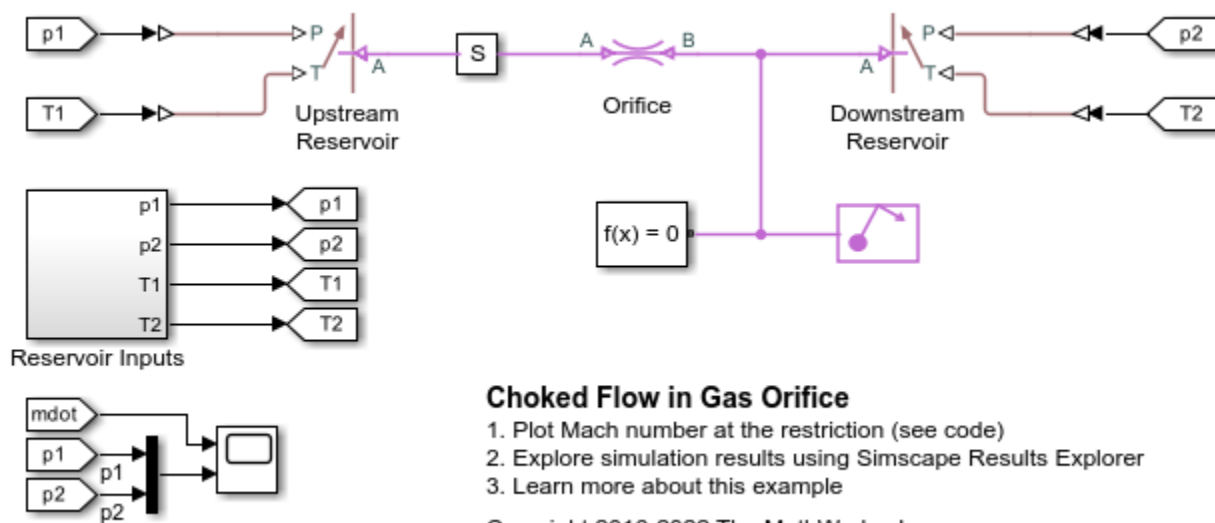 p1
P
T
A
S
A
B
A
P
T
p2
T1
T2
Upstream
Reservoir
Orifice
Downstream
Reservoir
p1
p2
T1
T2
p1
p2
T1
T2
Reservoir Inputs
f(x) = 0
mdot
p1
p2
p1
p2
Choked Flow in Gas Orifice
1. Plot Mach number at the restriction (see code)
2. Explore simulation results using Simscape Results Explorer
3. Learn more about this example